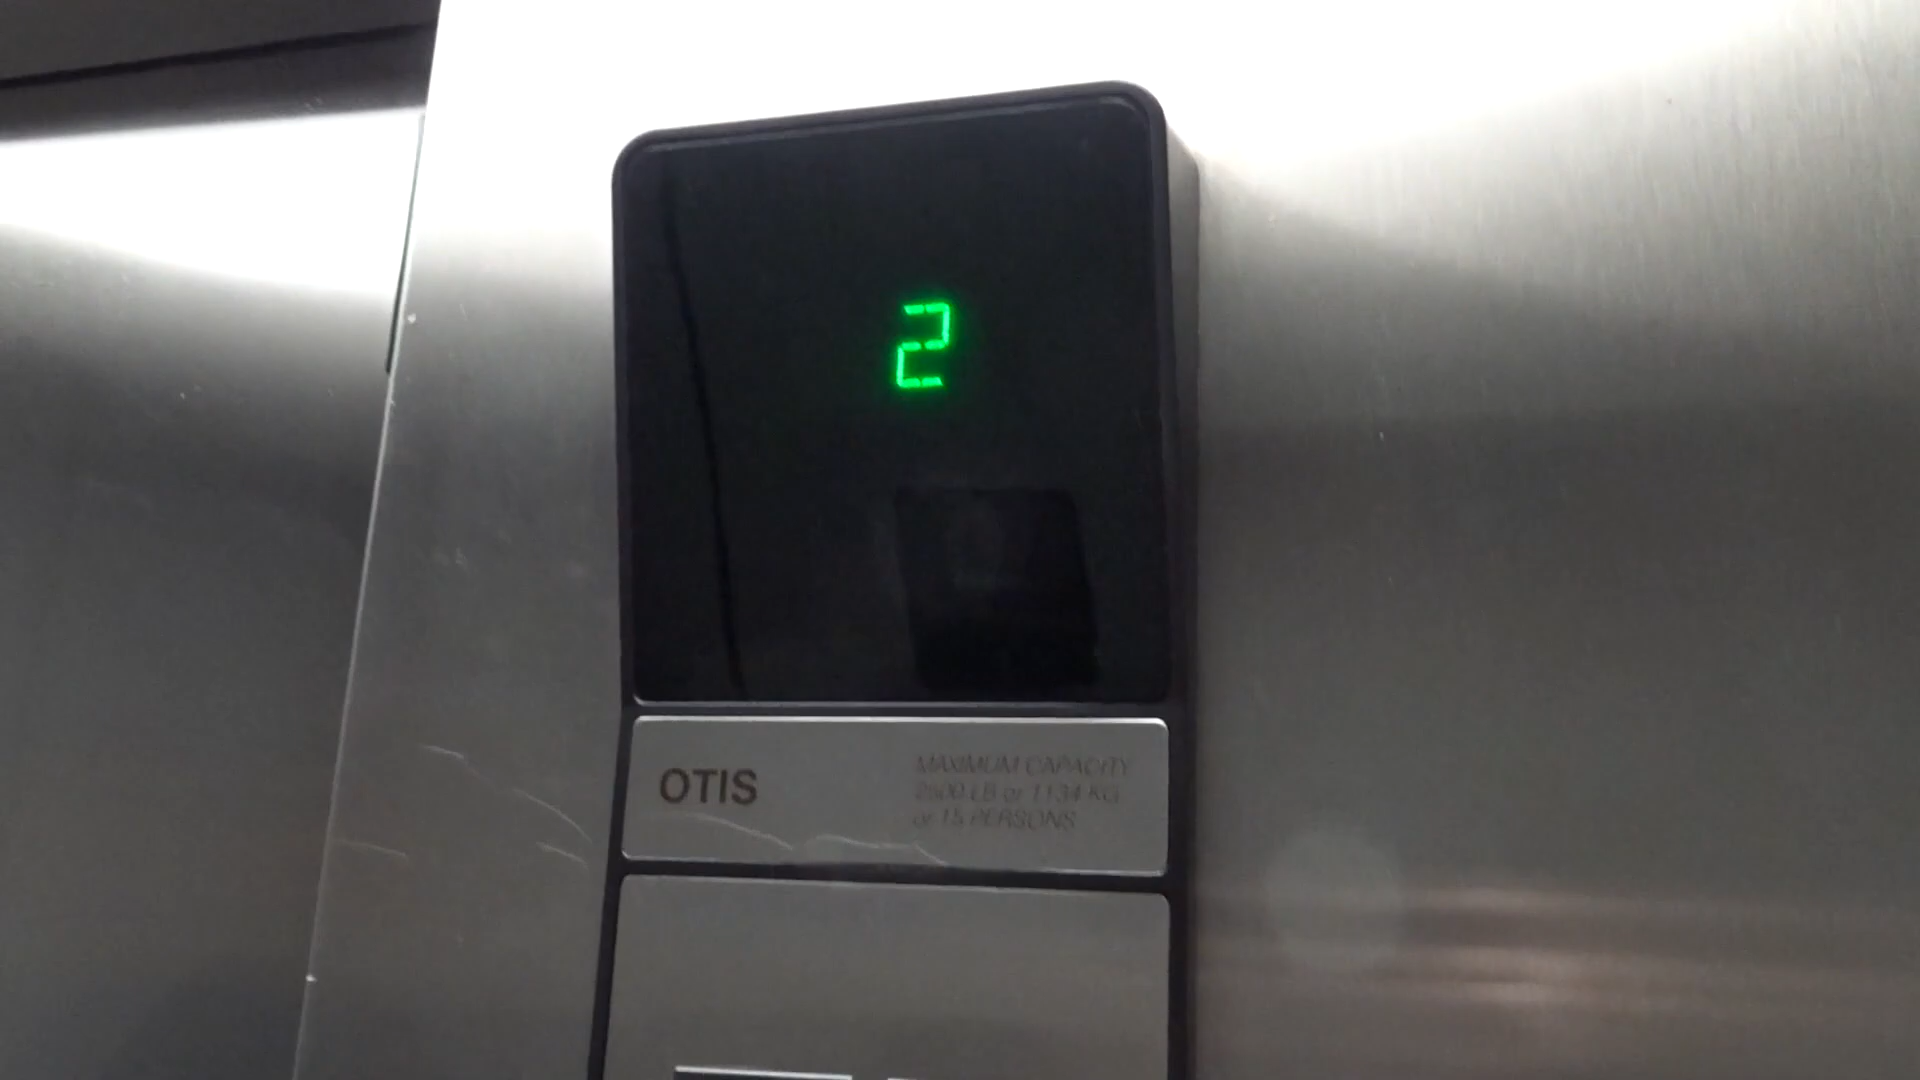 2
OTIS
MAXIMUM CAPACITY
2500 LB or 1134 KG
or 15 PERSONS